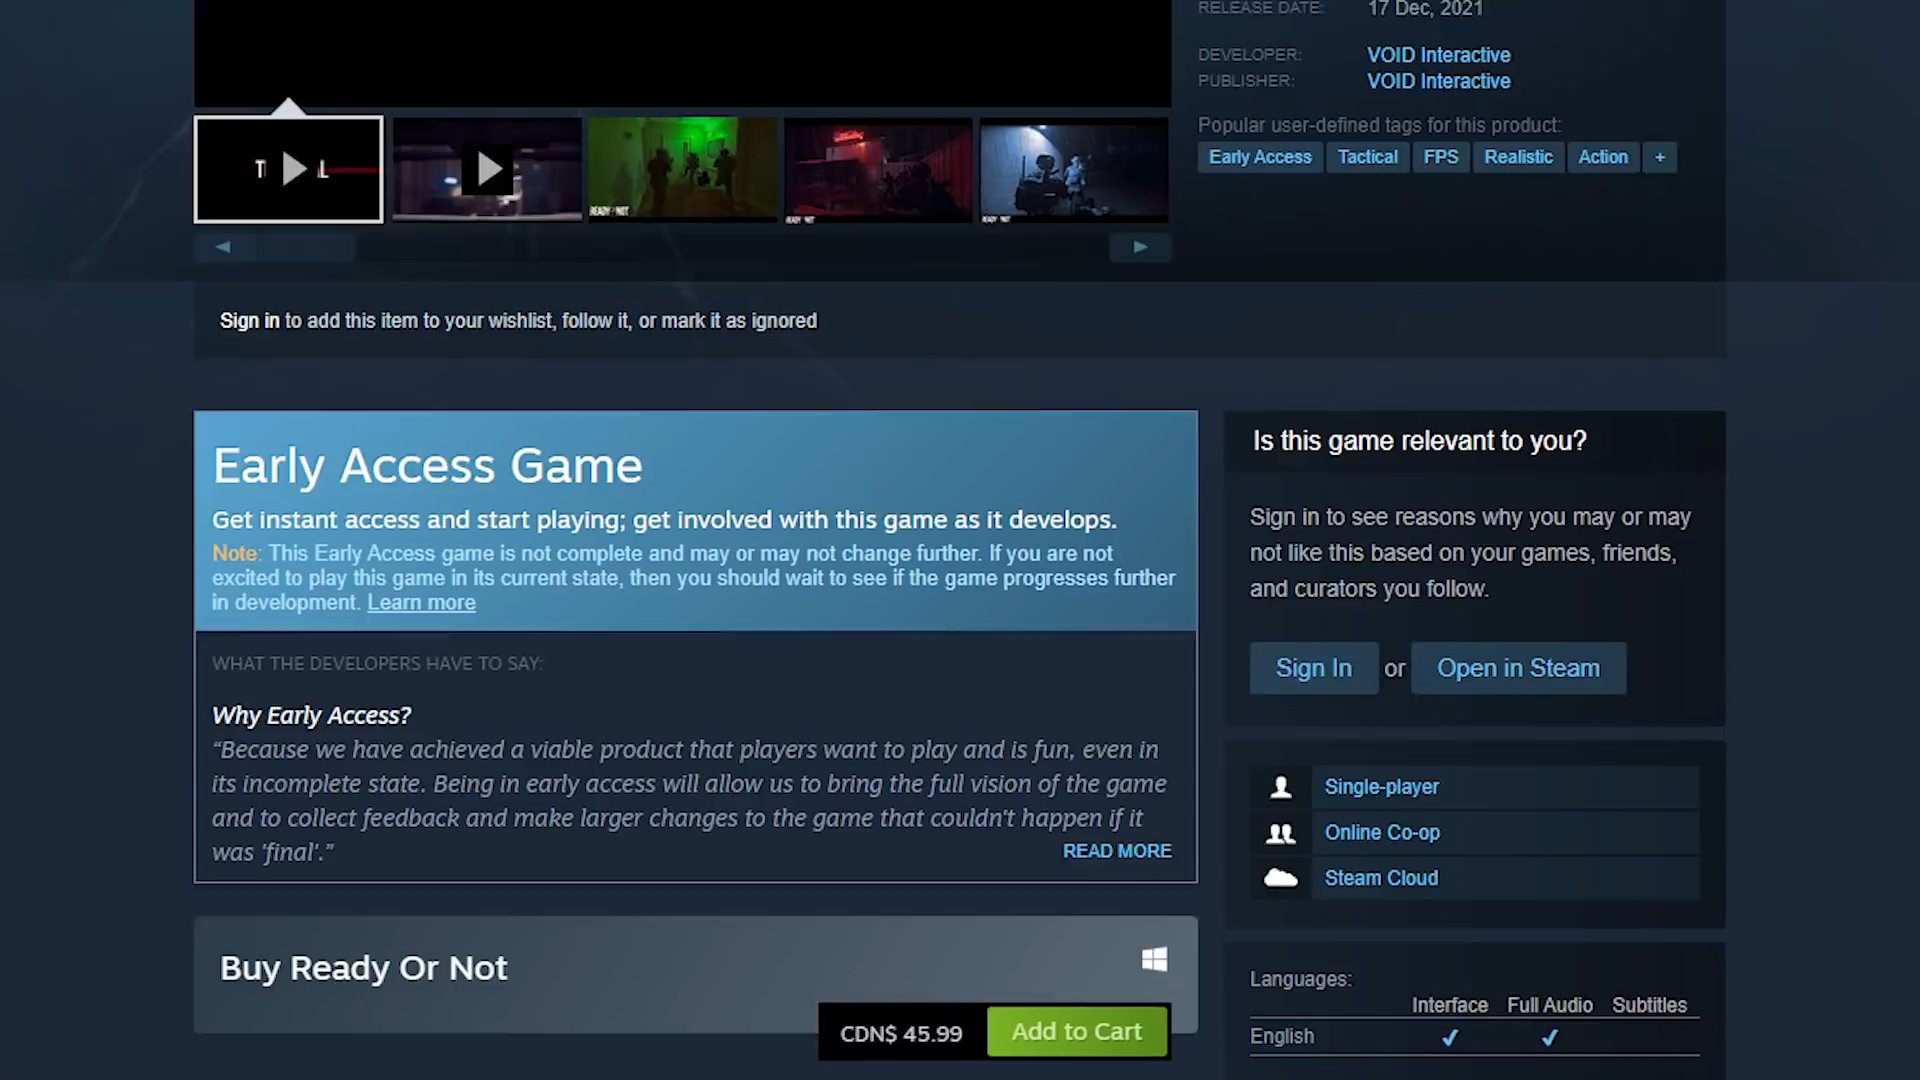 RELEASE DATE: 17 Dec, 2021
DEVELOPER: VOID Interactive
PUBLISHER: VOID Interactive
Popular user-defined tags for this product:
Early Access Tactical FPS Realistic Action +
READY OR NOT
READY OR NOT
READY OR NOT
Sign in to add this item to your wishlist, follow it, or mark it as ignored
Early Access Game
Get instant access and start playing; get involved with this game as it develops.
Note: This Early Access game is not complete and may or may not change further. If you are not
excited to play this game in its current state, then you should wait to see if the game progresses further
in development. Learn more
WHAT THE DEVELOPERS HAVE TO SAY:
Why Early Access?
“Because we have achieved a viable product that players want to play and is fun, even in
its incomplete state. Being in early access will allow us to bring the full vision of the game
and to collect feedback and make larger changes to the game that couldn't happen if it
was 'final'.”
READ MORE
Buy Ready Or Not
CDN$ 45.99 Add to Cart
Is this game relevant to you?
Sign in to see reasons why you may or may
not like this based on your games, friends,
and curators you follow.
Sign In or Open in Steam
Single-player
Online Co-op
Steam Cloud
Languages:
Interface Full Audio Subtitles
English ✔ ✔